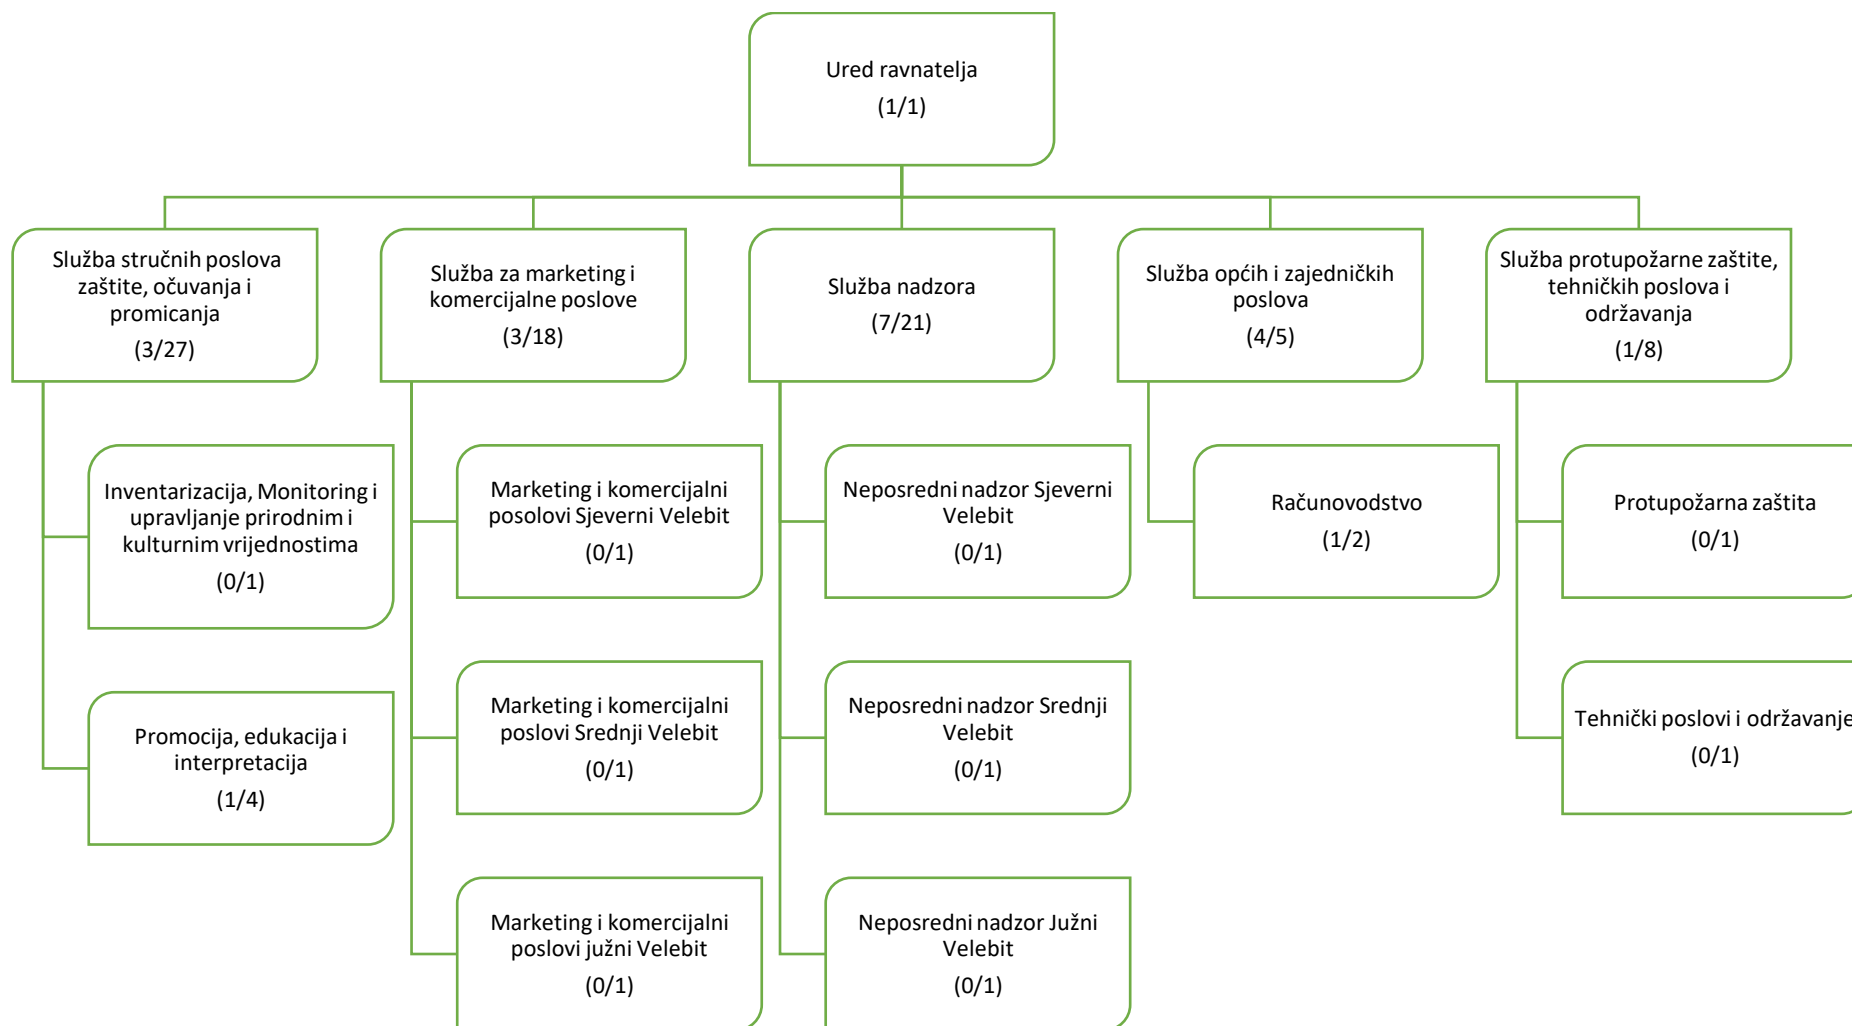 Ured ravnatelja
(1/1)
Služba stručnih poslova
zaštite, očuvanja i
promicanja
(3/27)
Služba za marketing i
komercijalne poslove
(3/18)
Služba nadzora
(7/21)
Služba općih i zajedničkih
poslova
(4/5)
Služba protupožarne zaštite,
tehničkih poslova i
održavanja
(1/8)
Inventarizacija, Monitoring i
upravljanje prirodnim i
kulturnim vrijednostima
(0/1)
Promocija, edukacija i
interpretacija
(1/4)
Marketing i komercijalni
posolovi Sjeverni Velebit
(0/1)
Marketing i komercijalni
poslovi Srednji Velebit
(0/1)
Marketing i komercijalni
poslovi južni Velebit
(0/1)
Neposredni nadzor Sjeverni
Velebit
(0/1)
Neposredni nadzor Srednji
Velebit
(0/1)
Neposredni nadzor Južni
Velebit
(0/1)
Računovodstvo
(1/2)
Protupožarna zaštita
(0/1)
Tehnički poslovi i održavanje
(0/1)